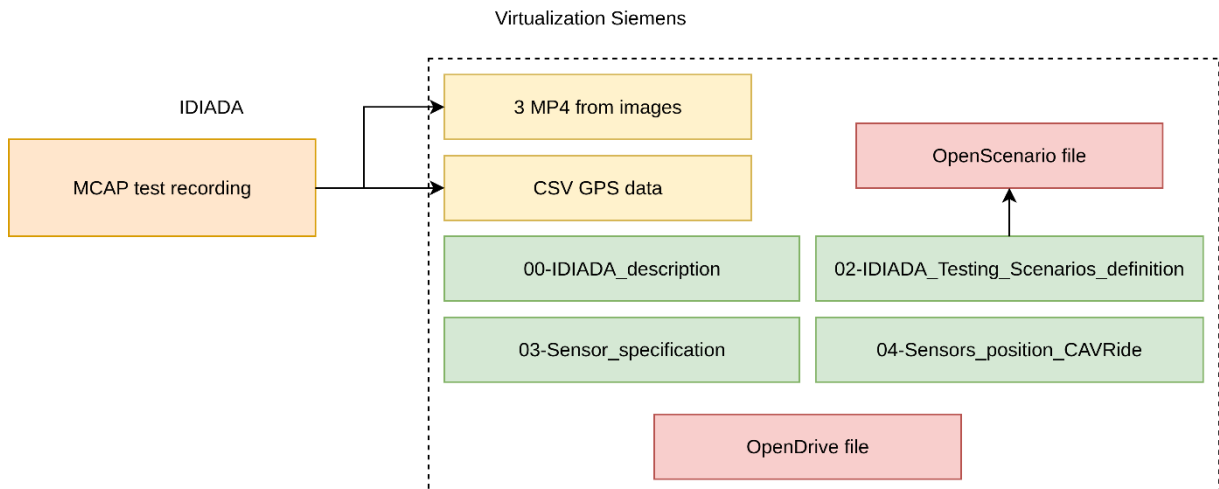 Virtualization Siemens
IDIADA
MCAP test recording
3 MP4 from images
CSV GPS data
OpenScenario file
00-IDIADA_description
02-IDIADA_Testing_Scenarios_definition
03-Sensor_specification
04-Sensors_position_CAVRide
OpenDrive file